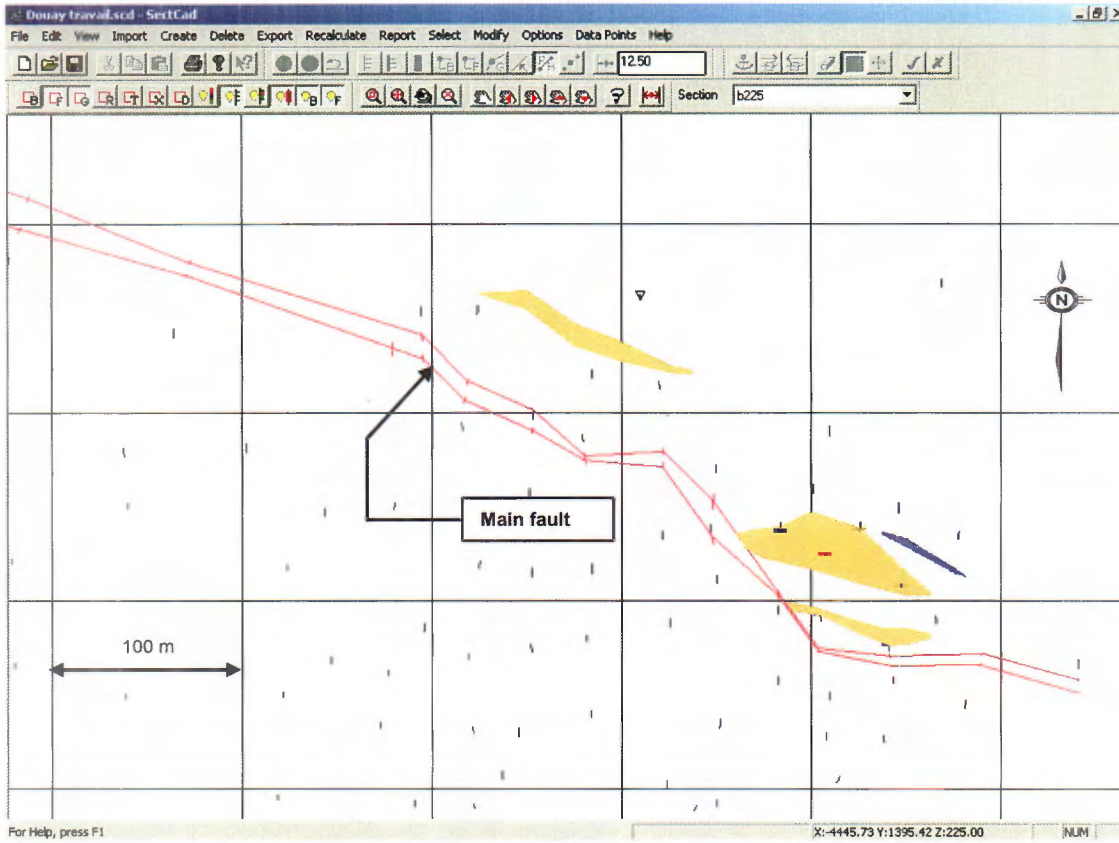 Douay travail.scd - SectCad
File Edit View Import Create Delete Export Recalculate Report Select Modify Options Data Points Help
12.50
Section b225
N
Main fault
100 m
For Help, press F1 X:-4445.73 Y:1395.42 Z:225.00 NUM